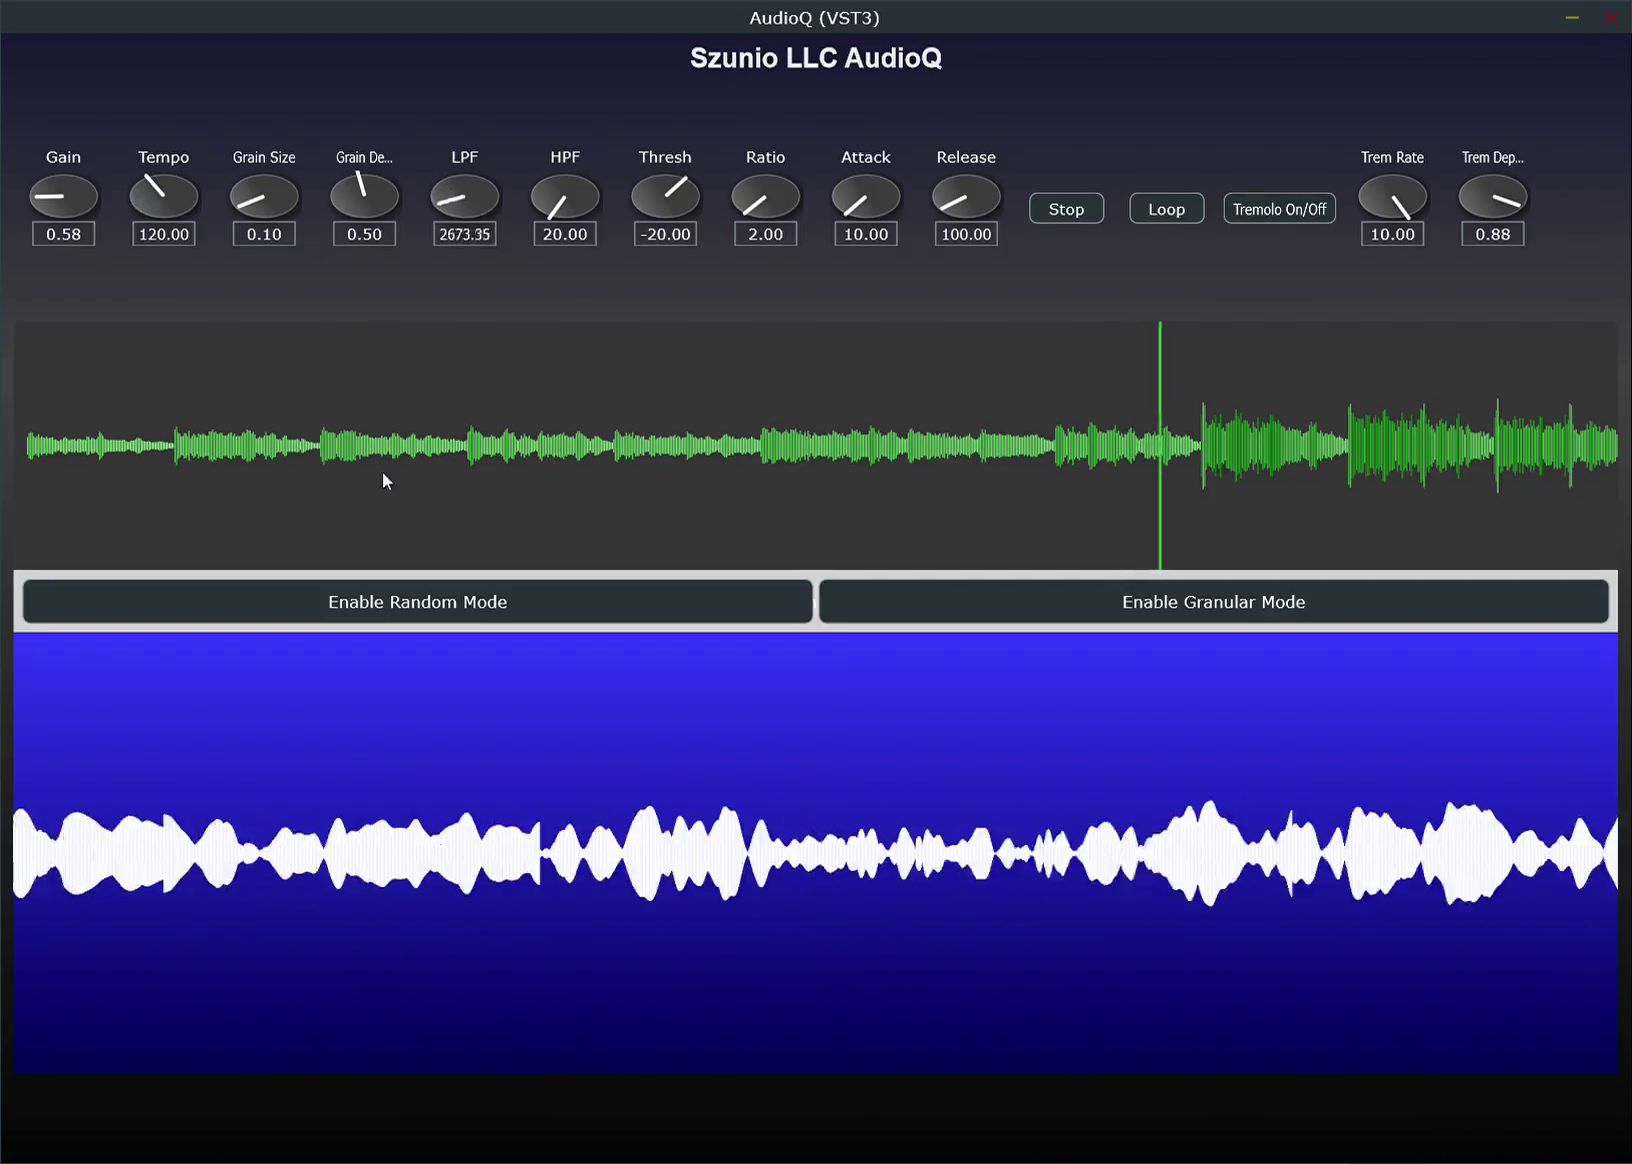 AudioQ (VST3)
Szunio LLC AudioQ
Gain Tempo Grain Size Grain De... LPF HPF Thresh Ratio Attack Release Trem Rate Trem Dep...
Stop Loop Tremolo On/Off
0.58 120.00 0.10 0.50 2673.35 20.00 -20.00 2.00 10.00 100.00 10.00 0.88
Enable Random Mode Enable Granular Mode